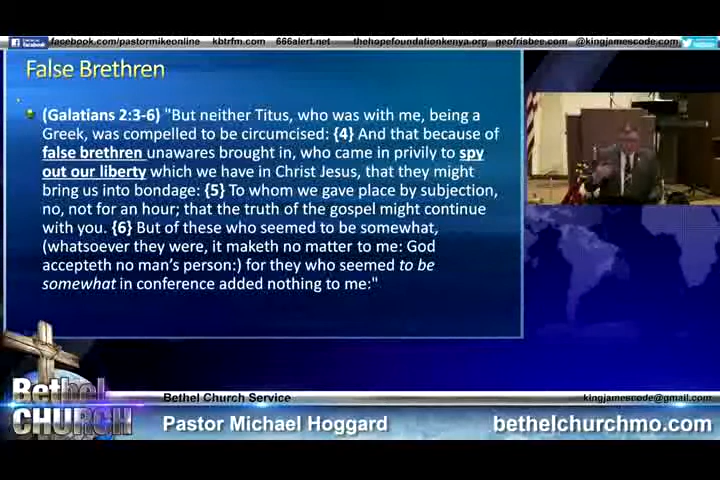 facebook.com/pastormikeonline kbtrfm.com 666alert.net thehopefoundationkenya.org geofrisbee.com @kingjamescode.com
False Brethren
(Galatians 2:3-6) "But neither Titus, who was with me, being a
Greek, was compelled to be circumcised: {4} And that because of
false brethren unawares brought in, who came in privily to spy
out our liberty which we have in Christ Jesus, that they might
bring us into bondage: {5} To whom we gave place by subjection,
no, not for an hour; that the truth of the gospel might continue
with you. {6} But of these who seemed to be somewhat,
(whatsoever they were, it maketh no matter to me: God
accepteth no man's person:) for they who seemed to be
somewhat in conference added nothing to me:"
Bethel
CHURCH
Bethel Church Service kingjamescode@gmail.com
Pastor Michael Hoggard bethelchurchmo.com